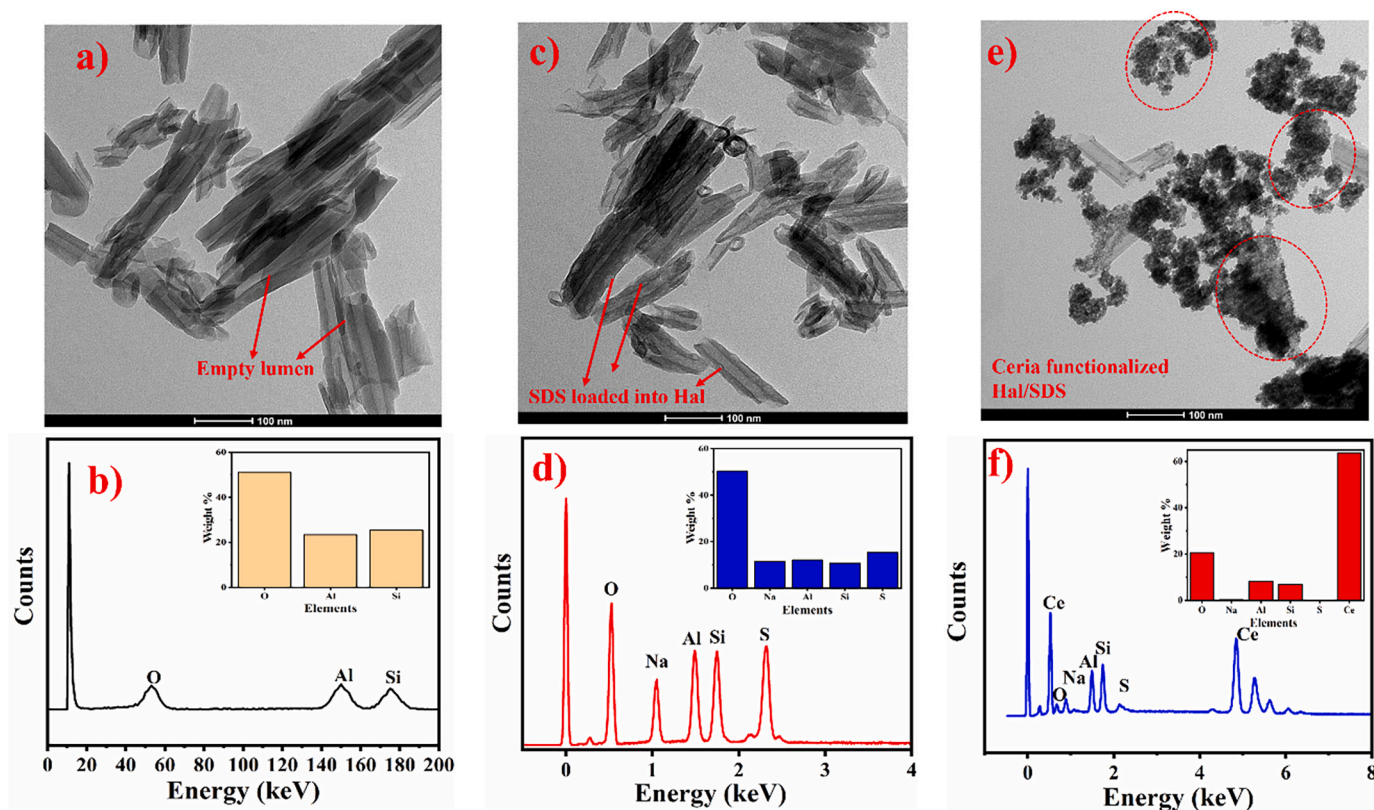 a)
Empty lumen
100 nm
c)
SDS loaded into Hal
100 nm
e)
Ceria functionalized
Hal/SDS
100 nm
b)
Counts
O
Al
Si
0 20 40 60 80 100 120 140 160 180 200
Energy (keV)
Weight %
60
40
20
0
O Al Si
Elements
d)
Counts
O
Na
Al
Si
S
0 1 2 3 4
Energy (keV)
Weight %
60
40
20
0
O Na Al Si S
Elements
f)
Counts
Ce
O
Na
Al
Si
S
Ce
0 2 4 6 8
Energy (keV)
Weight %
60
40
20
0
O Na Al Si S Ce
Elements